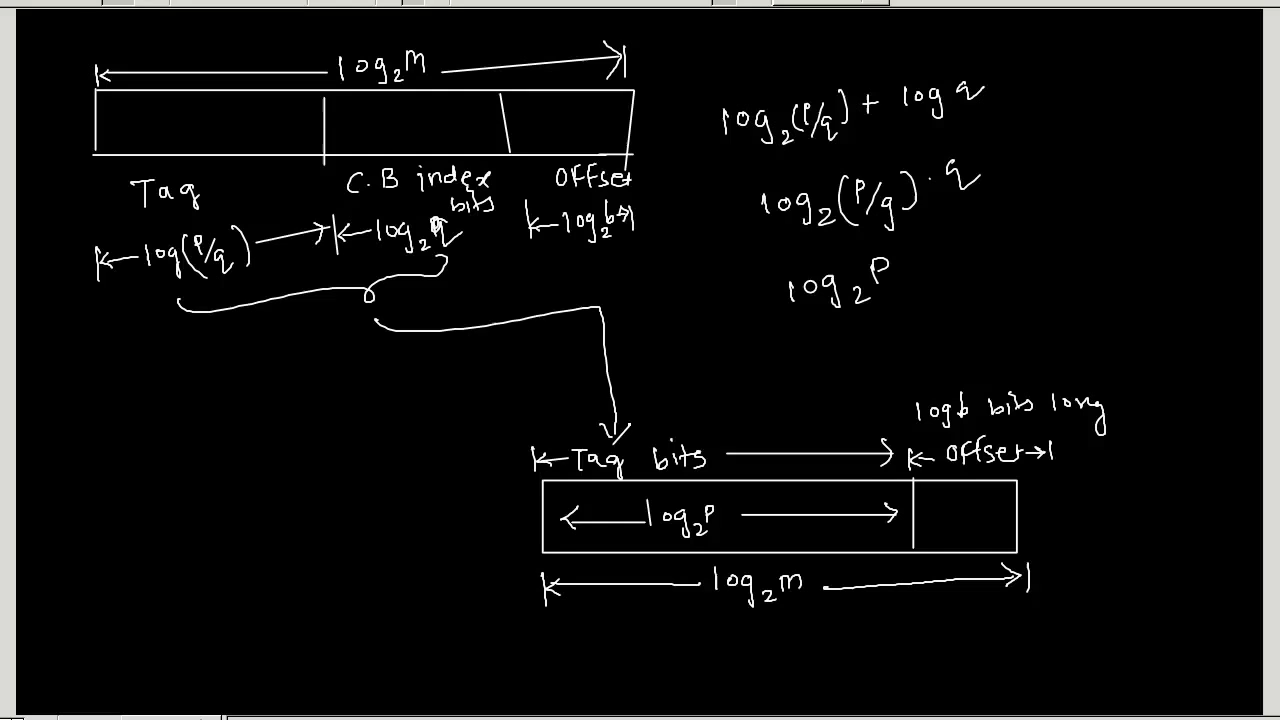 log₂m
Tag C.B index bits Offset
log(P/q) log₂q log₂b
log₂(P/q) + log q
log₂(P/q) · q
log₂P
logb bits long
Tag bits Offset
log₂P
log₂m